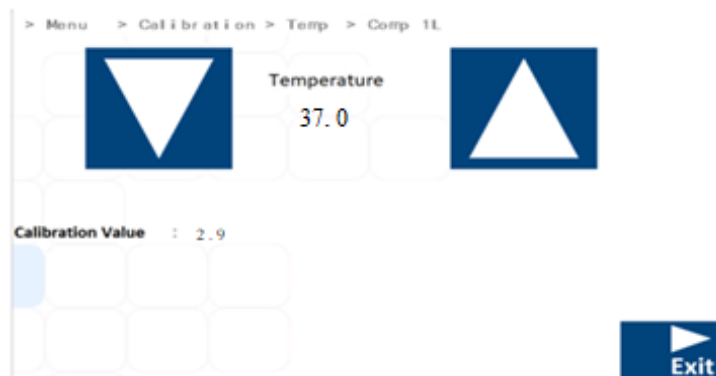 > Menu > Calibration > Temp > Comp 1L
Temperature
37.0
Calibration Value : 2.9
Exit